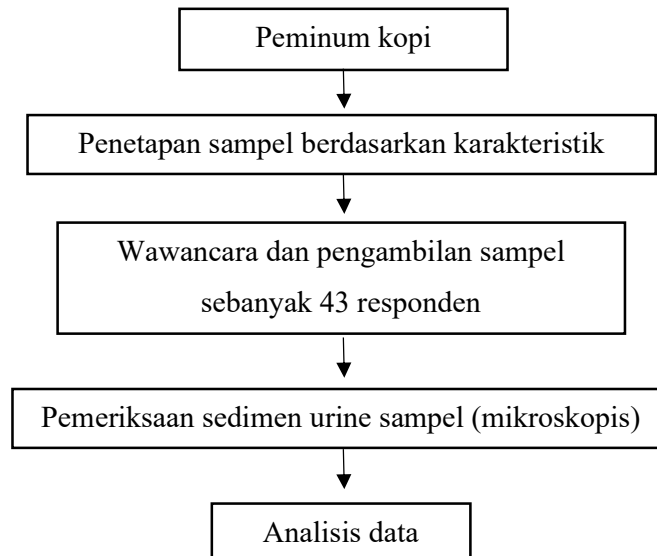 Peminum kopi
Penetapan sampel berdasarkan karakteristik
Wawancara dan pengambilan sampel
sebanyak 43 responden
Pemeriksaan sedimen urine sampel (mikroskopis)
Analisis data